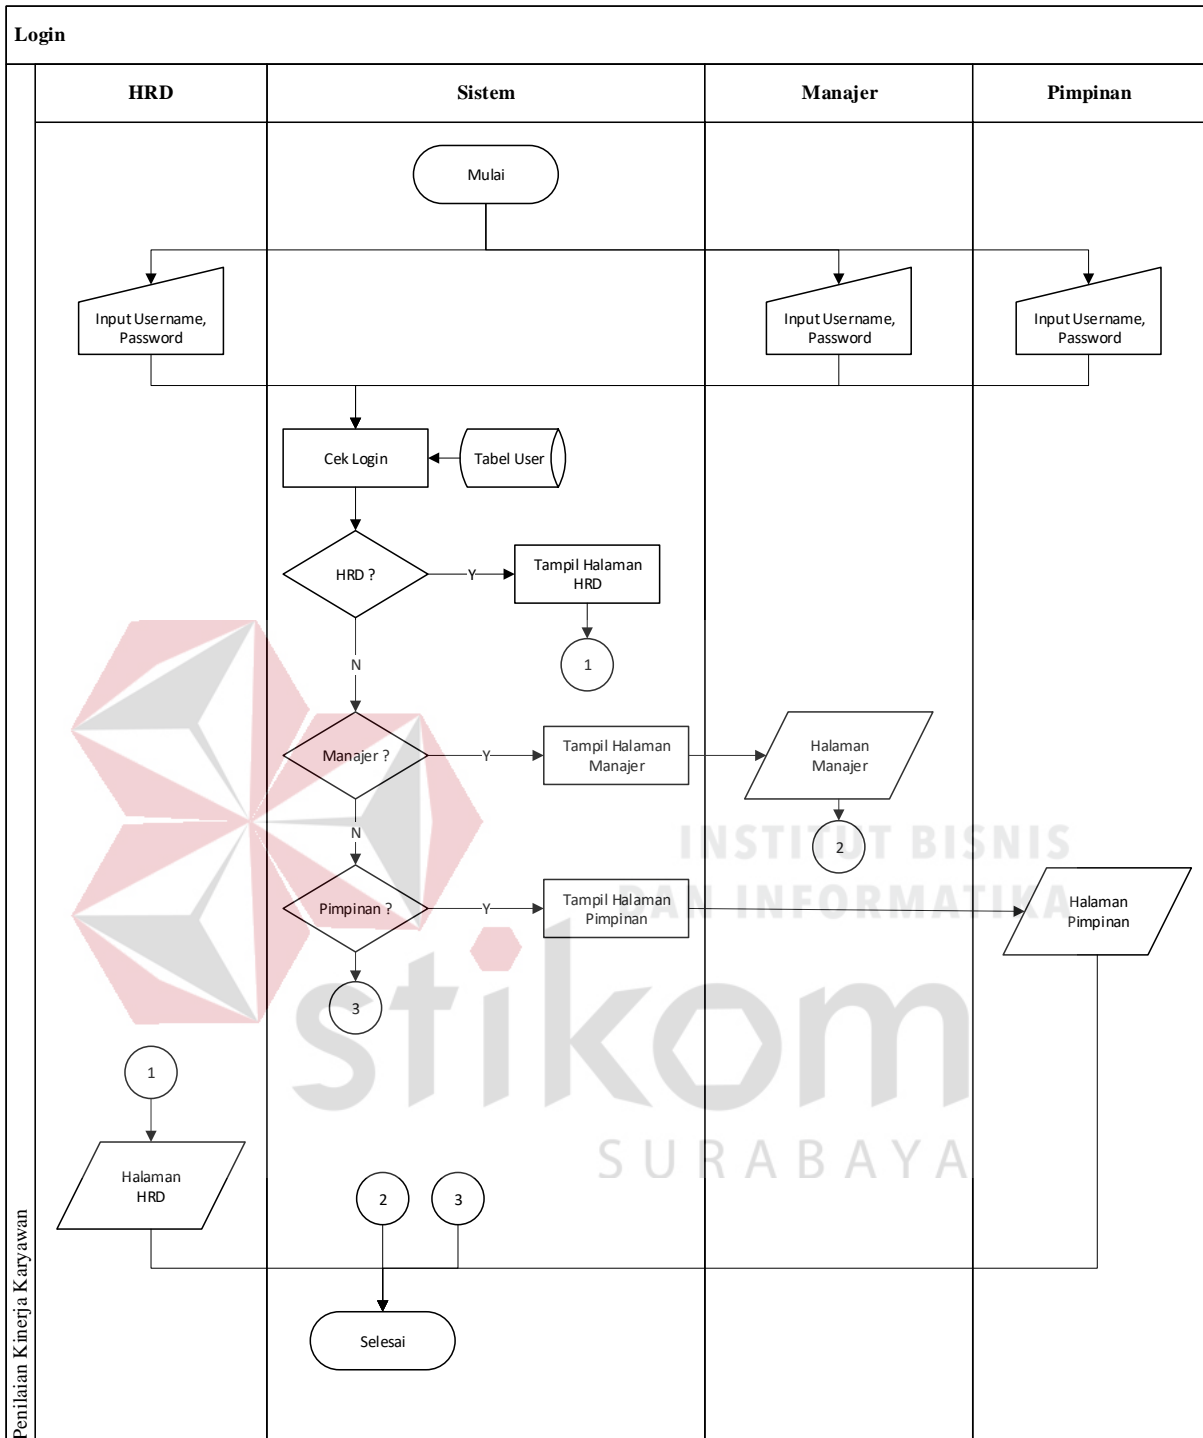 Login
HRD
Sistem
Manajer
Pimpinan
Mulai
Input Username,
Password
Input Username,
Password
Input Username,
Password
Cek Login
Tabel User
HRD ?
Y
Tampil Halaman
HRD
N
1
Manajer ?
Y
Tampil Halaman
Manajer
Halaman
Manajer
N
2
INSTITUT BISNIS
DAN INFORMATIKA
Pimpinan ?
Y
Tampil Halaman
Pimpinan
Halaman
Pimpinan
3
stikom
SURABAYA
1
Halaman
HRD
2
3
Selesai
Penilaian Kinerja Karyawan